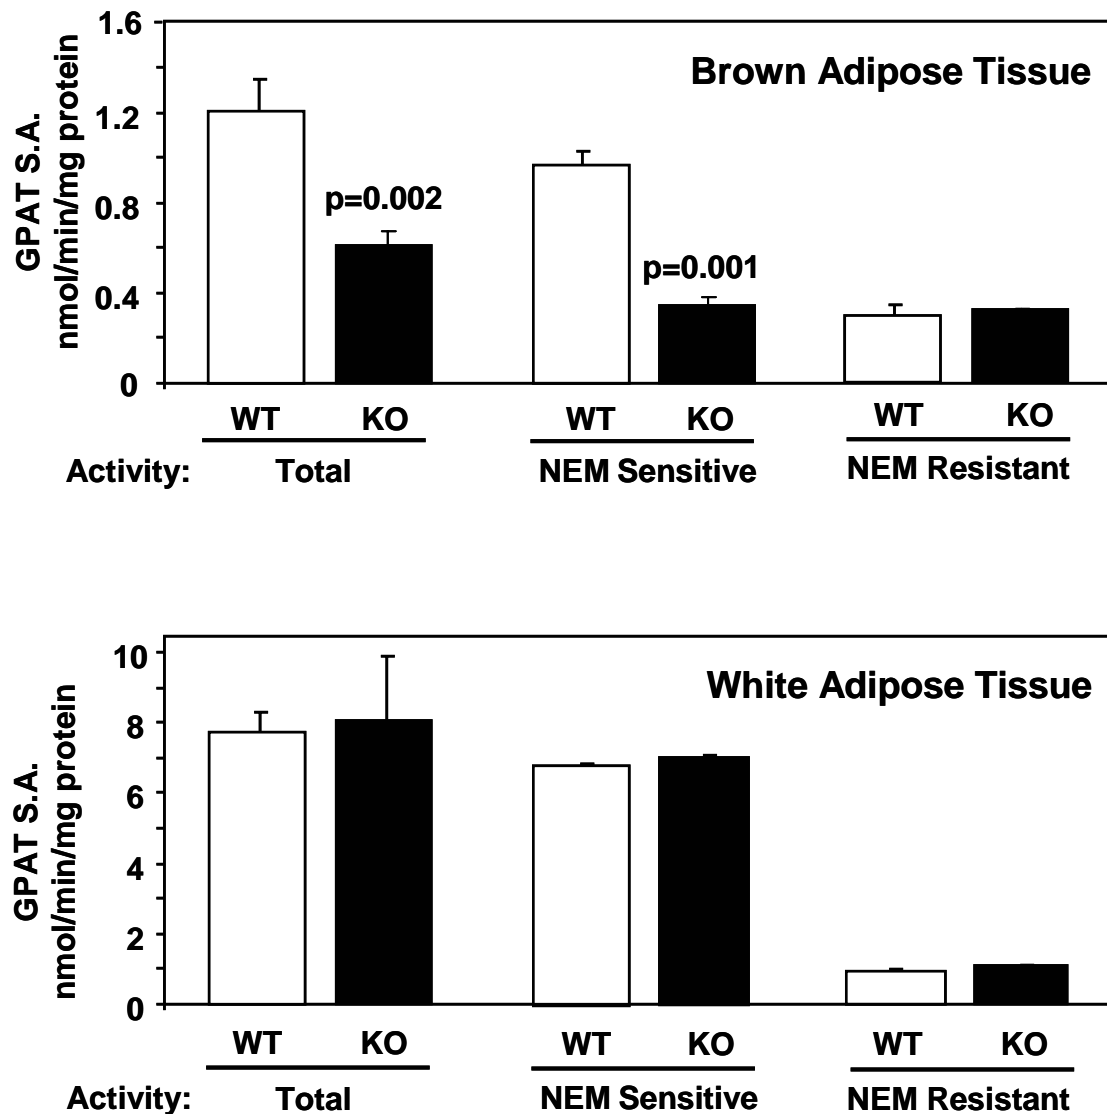 Brown Adipose Tissue
GPAT S.A.
nmol/min/mg protein
1.6
1.2
0.8
0.4
0
p=0.002
p=0.001
WT KO WT KO WT KO
Activity: Total NEM Sensitive NEM Resistant
White Adipose Tissue
GPAT S.A.
nmol/min/mg protein
10
8
6
4
2
0
WT KO WT KO WT KO
Activity: Total NEM Sensitive NEM Resistant